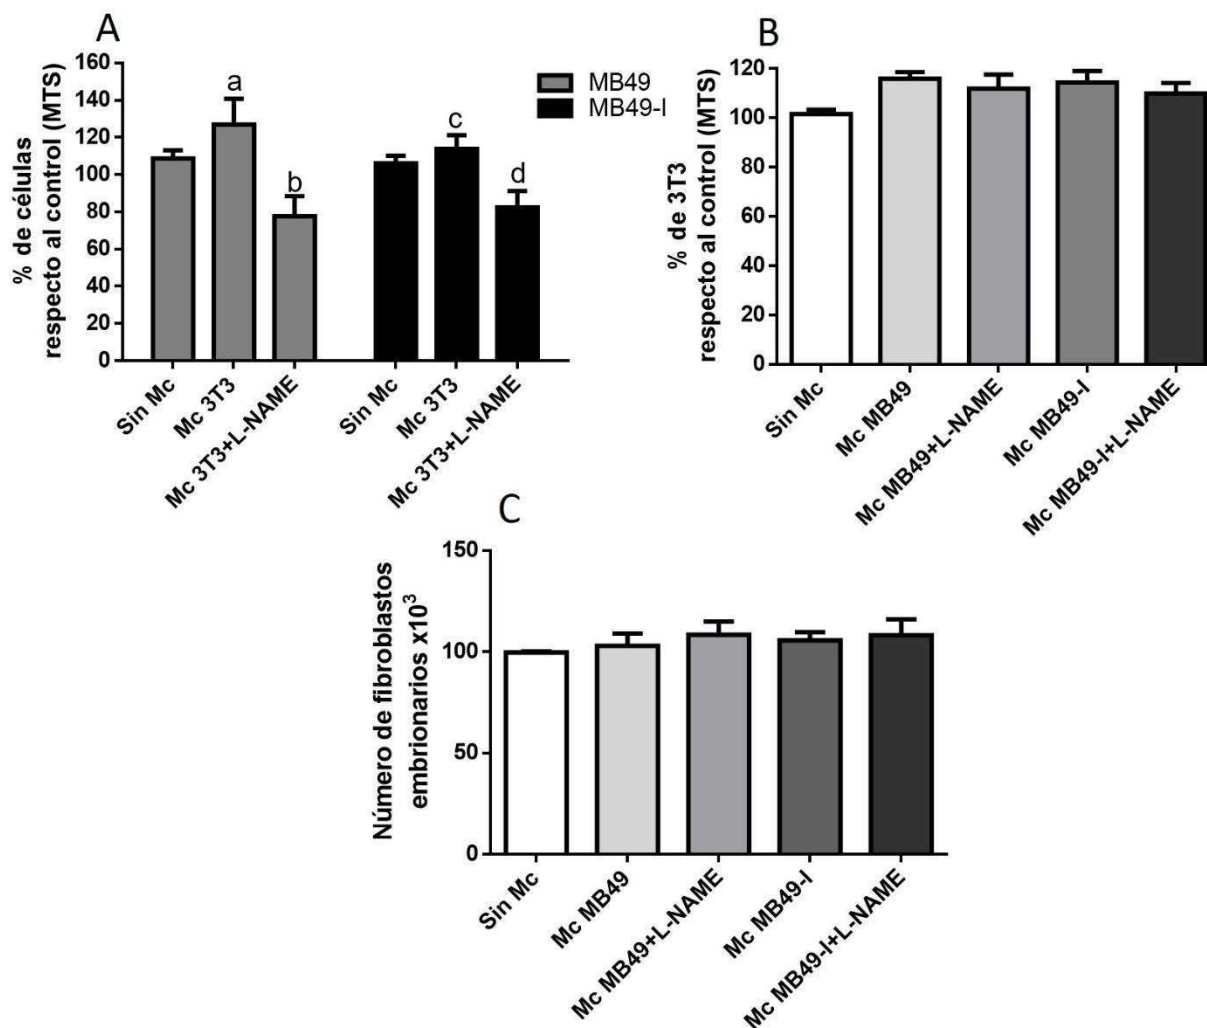 A
% de células
respecto al control (MTS)
160
140
120
100
80
60
40
20
0
a
b
c
d
MB49
MB49-I
Sin Mc
Mc 3T3
Mc 3T3+L-NAME
Sin Mc
Mc 3T3
Mc 3T3+L-NAME
B
% de 3T3
respecto al control (MTS)
120
100
80
60
40
20
0
Sin Mc
Mc MB49
Mc MB49+L-NAME
Mc MB49-I
Mc MB49-I+L-NAME
C
Número de fibroblastos
embrionarios x10³
150
100
50
0
Sin Mc
Mc MB49
Mc MB49+L-NAME
Mc MB49-I
Mc MB49-I+L-NAME